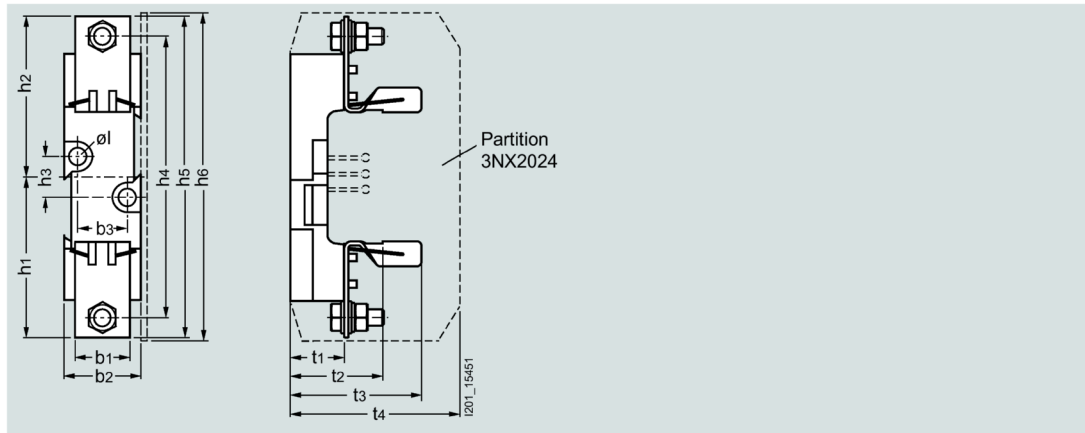 h2
h3
h1
øl
b3
h4
h5
h6
b1
b2
Partition
3NX2024
t1
t2
t3
t4
I201_15451